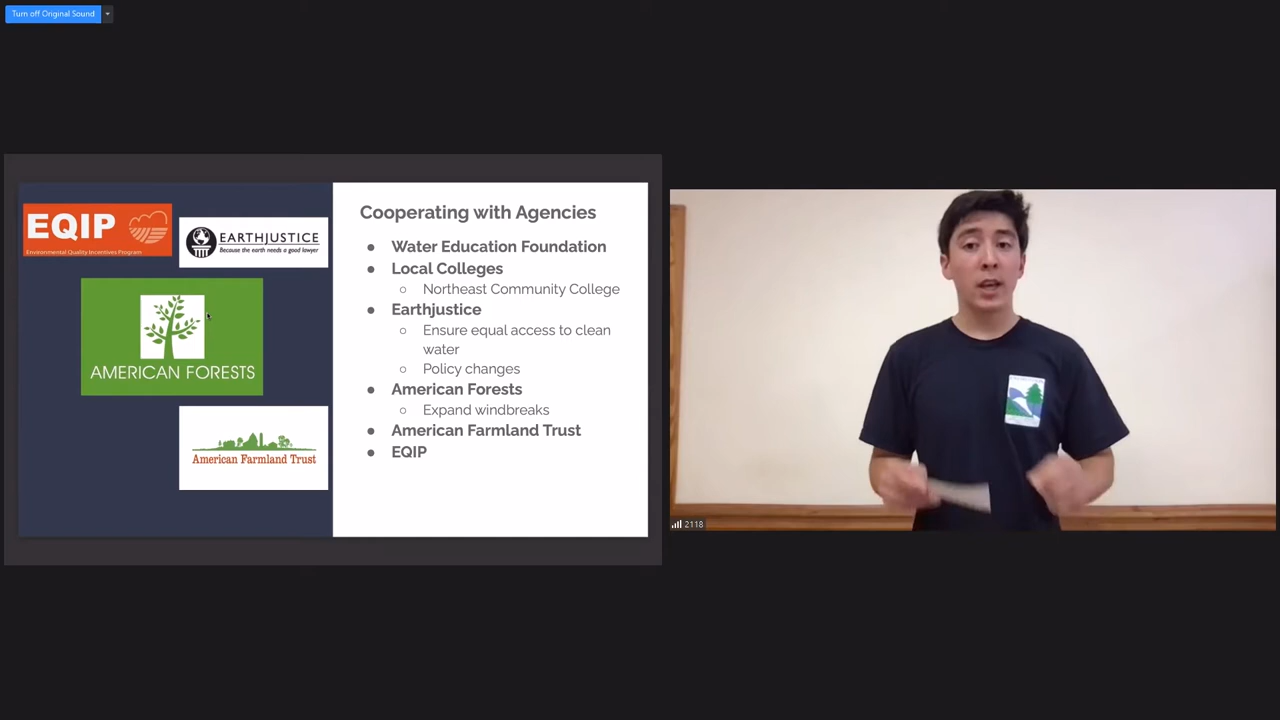 Turn off Original Sound
EQIP
Environmental Quality Incentives Program
EARTHJUSTICE
Because the earth needs a good lawyer
AMERICAN FORESTS
American Farmland Trust
Cooperating with Agencies
● Water Education Foundation
● Local Colleges
○ Northeast Community College
● Earthjustice
○ Ensure equal access to clean
water
○ Policy changes
● American Forests
○ Expand windbreaks
● American Farmland Trust
● EQIP
2118